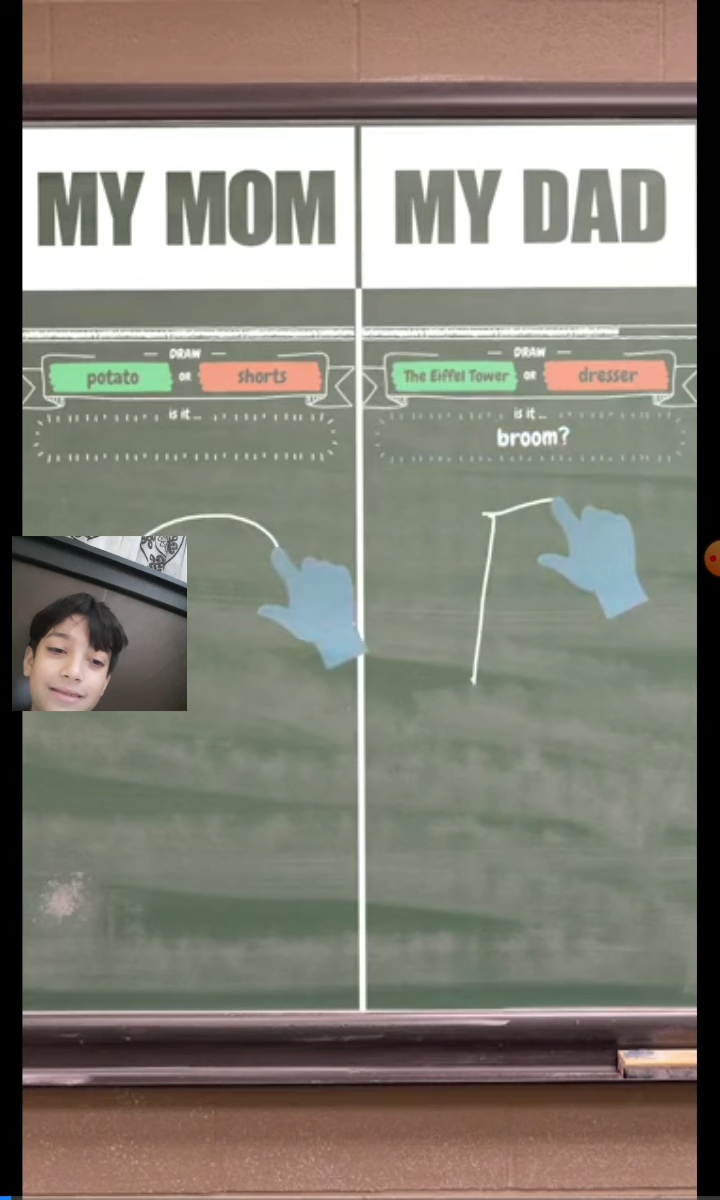 MY MOM
DRAW
potato OR shorts
is it...
MY DAD
DRAW
The Eiffel Tower OR dresser
is it...
broom?